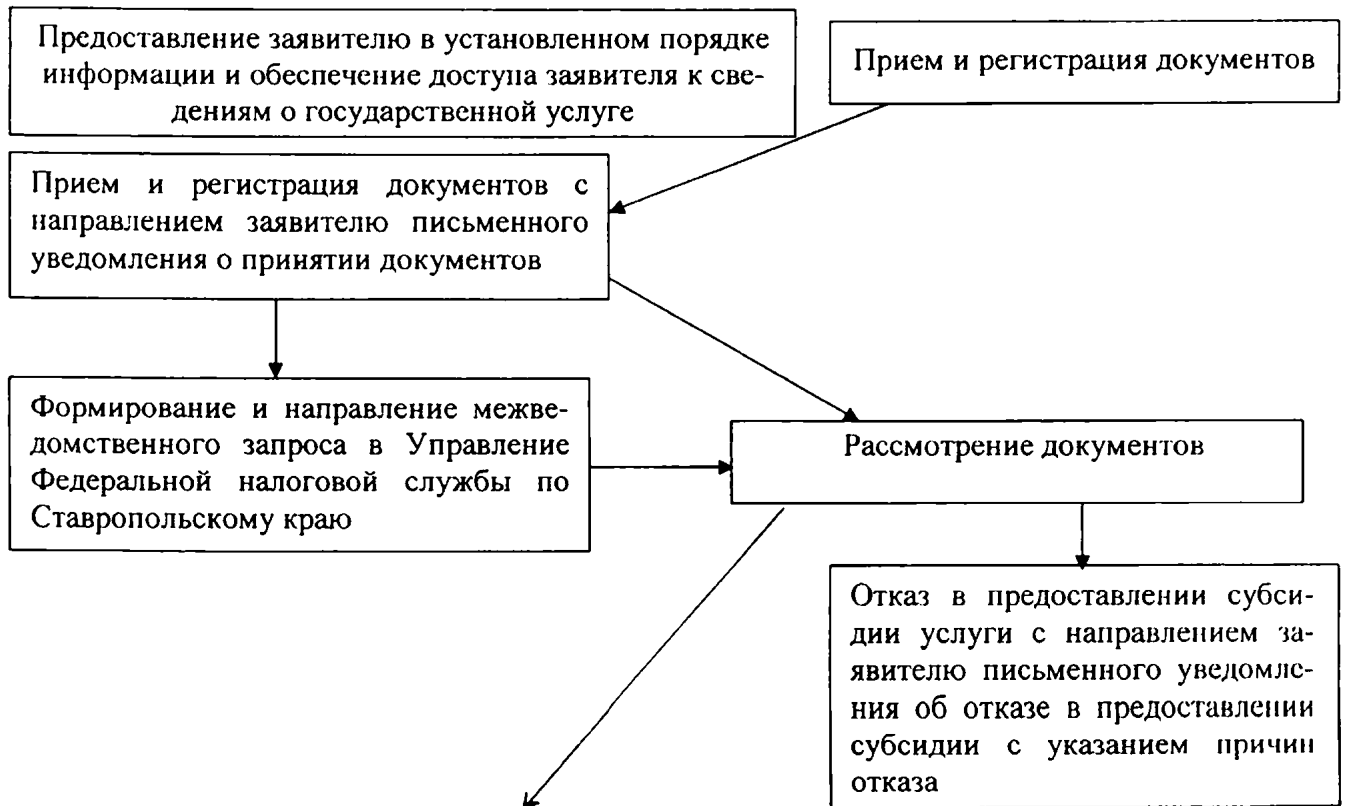 Предоставление заявителю в установленном порядке
информации и обеспечение доступа заявителя к све-
дениям о государственной услуге
Прием и регистрация документов
Прием и регистрация документов с
направлением заявителю письменного
уведомления о принятии документов
Формирование и направление межве-
домственного запроса в Управление
Федеральной налоговой службы по
Ставропольскому краю
Рассмотрение документов
Отказ в предоставлении субси-
дии услуги с направлением за-
явителю письменного уведомле-
ния об отказе в предоставлении
субсидии с указанием причин
отказа